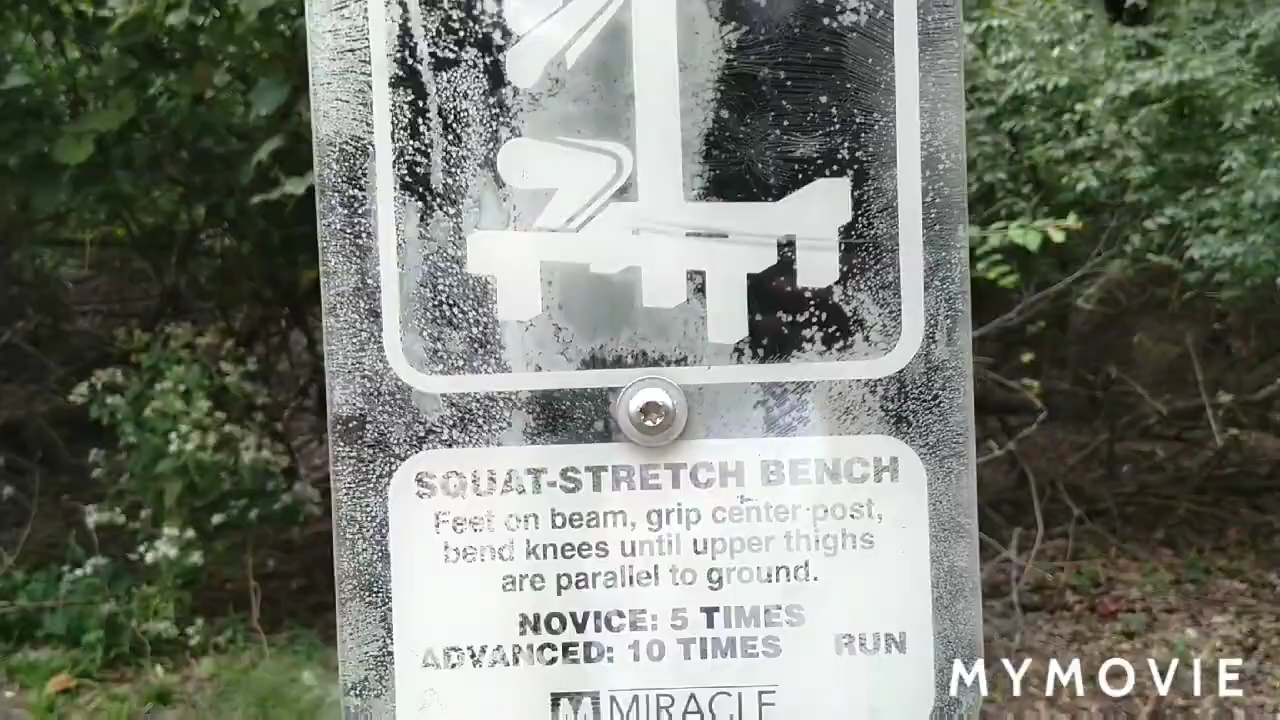 SQUAT-STRETCH BENCH
Feet on beam, grip center post,
bend knees until upper thighs
are parallel to ground.
NOVICE: 5 TIMES
ADVANCED: 10 TIMES RUN
MIRACLE
MYMOVIE